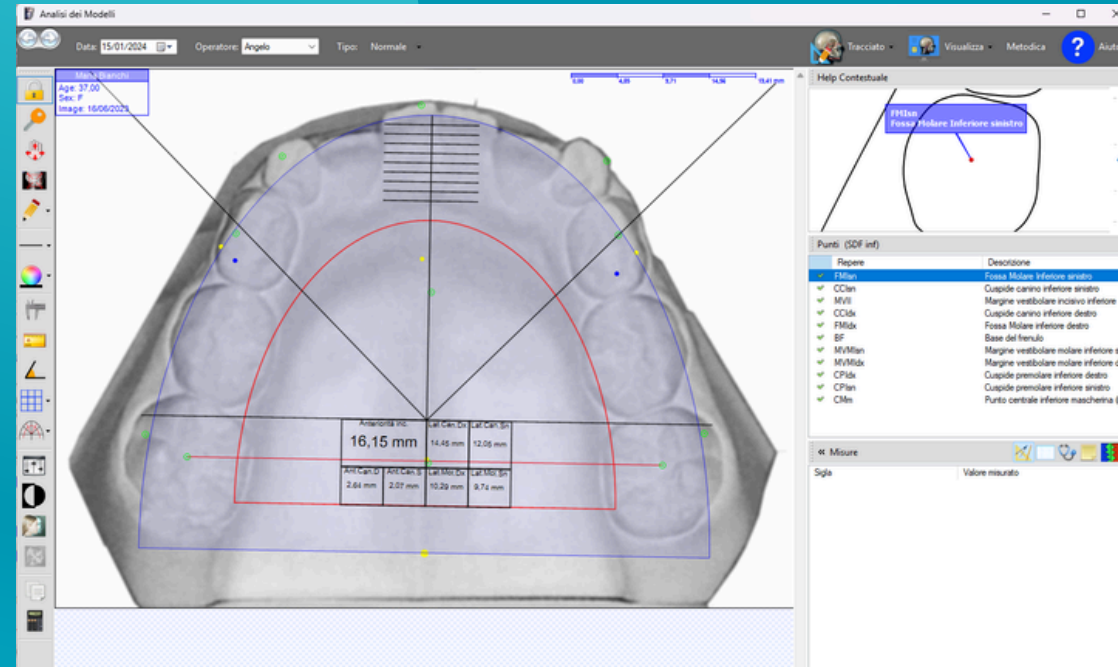 Analisi dei Modelli
Data: 15/01/2024 Operatore: Angelo Tipo: Normale Tracciato Visualizza Metodica ? Aiuto
Maria Bianchi
Age: 37,00
Sex: F
Image: 16/06/2023
0,00 4,85 9,71 14,56 19,41 mm
Anteriorità inc. Lat.Can.Dx Lat.Can.Sn
16,15 mm 14,45 mm 12,05 mm
Ant.Can.D Ant.Can.S Lat.Mol.Dx Lat.Mol.Sn
2,64 mm 2,07 mm 10,29 mm 9,74 mm
Help Contestuale
FMIsn
Fossa Molare Inferiore sinistro
Punti (SDF inf)
Repere Descrizione
FMIsn Fossa Molare Inferiore sinistro
CCIsn Cuspide canino inferiore sinistro
MVII Margine vestibolare incisivo inferiore
CCIdx Cuspide canino inferiore destro
FMIdx Fossa Molare inferiore destro
BF Base del frenulo
MVMIsn Margine vestibolare molare inferiore s
MVMIdx Margine vestibolare molare inferiore d
CPIdx Cuspide premolare inferiore destro
CPIsn Cuspide premolare inferiore sinistro
CMm Punto centrale inferiore mascherina (
« Misure
Sigla Valore misurato